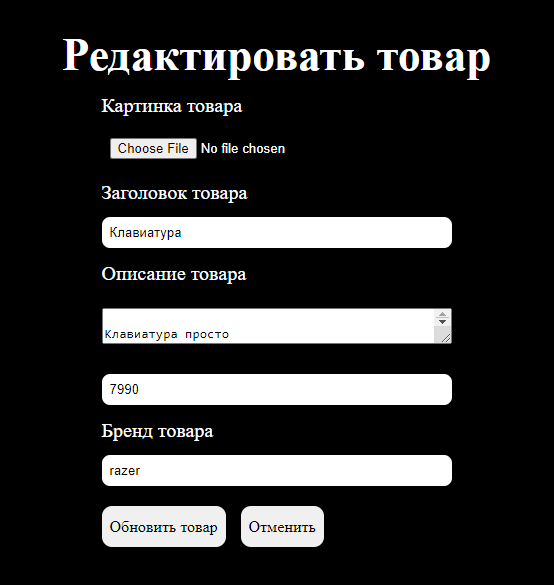 Редактировать товар
Картинка товара
Choose File No file chosen
Заголовок товара
Клавиатура
Описание товара
Клавиатура просто
7990
Бренд товара
razer
Обновить товар Отменить